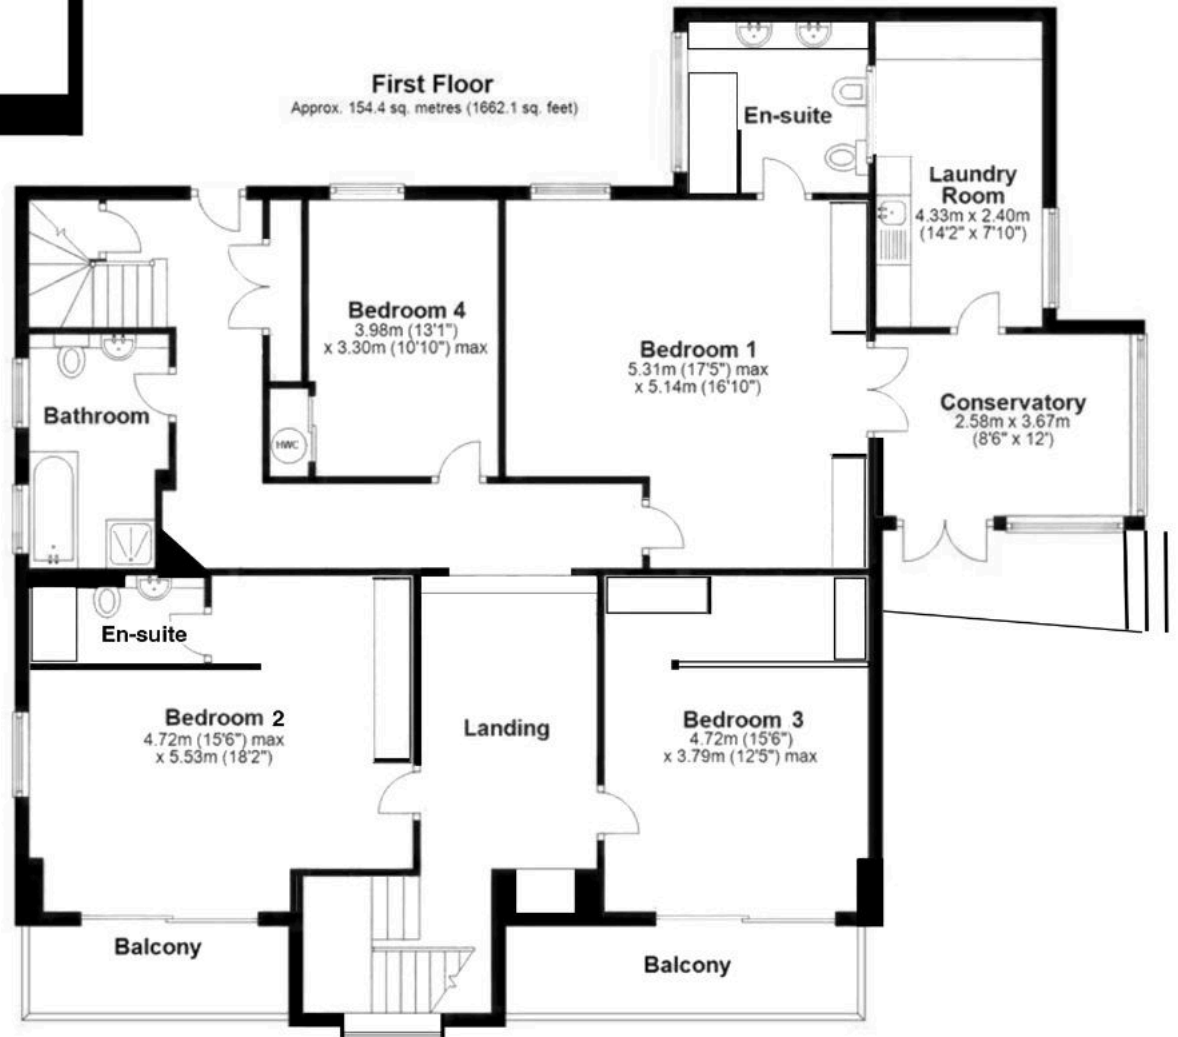 First Floor
Approx. 154.4 sq. metres (1662.1 sq. feet)
En-suite
Laundry
Room
4.33m x 2.40m
(14'2" x 7'10")
Bedroom 4
3.98m (13'1")
x 3.30m (10'10") max
Bedroom 1
5.31m (17'5") max
x 5.14m (16'10")
Conservatory
2.58m x 3.67m
(8'6" x 12')
Bathroom
HWC
En-suite
Bedroom 2
4.72m (15'6") max
x 5.53m (18'2")
Landing
Bedroom 3
4.72m (15'6")
x 3.79m (12'5") max
Balcony
Balcony